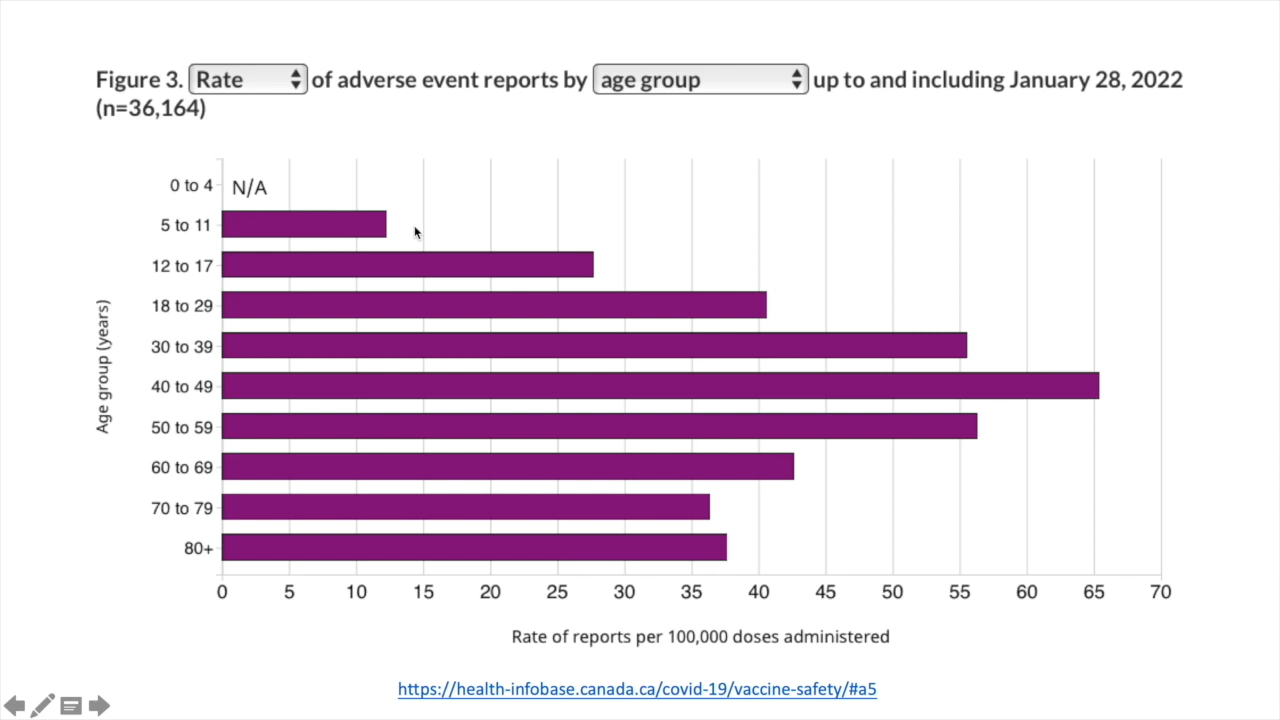 Figure 3. Rate of adverse event reports by age group up to and including January 28, 2022
(n=36,164)
0 to 4 N/A
5 to 11
12 to 17
18 to 29
30 to 39
40 to 49
50 to 59
60 to 69
70 to 79
80+
Age group (years)
0 5 10 15 20 25 30 35 40 45 50 55 60 65 70
Rate of reports per 100,000 doses administered
https://health-infobase.canada.ca/covid-19/vaccine-safety/#a5